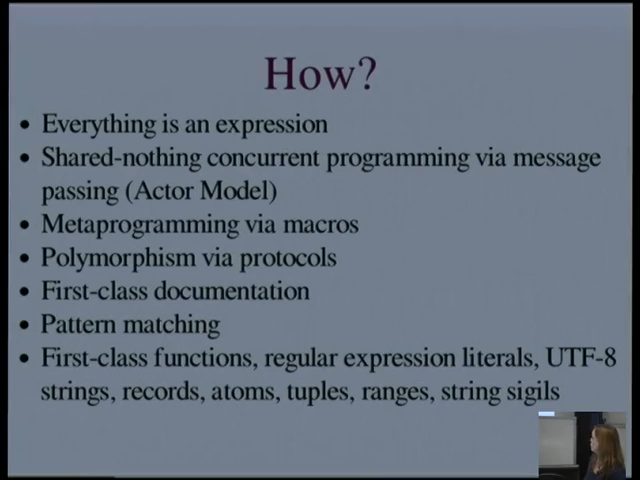 How?
• Everything is an expression
• Shared-nothing concurrent programming via message
passing (Actor Model)
• Metaprogramming via macros
• Polymorphism via protocols
• First-class documentation
• Pattern matching
• First-class functions, regular expression literals, UTF-8
strings, records, atoms, tuples, ranges, string sigils